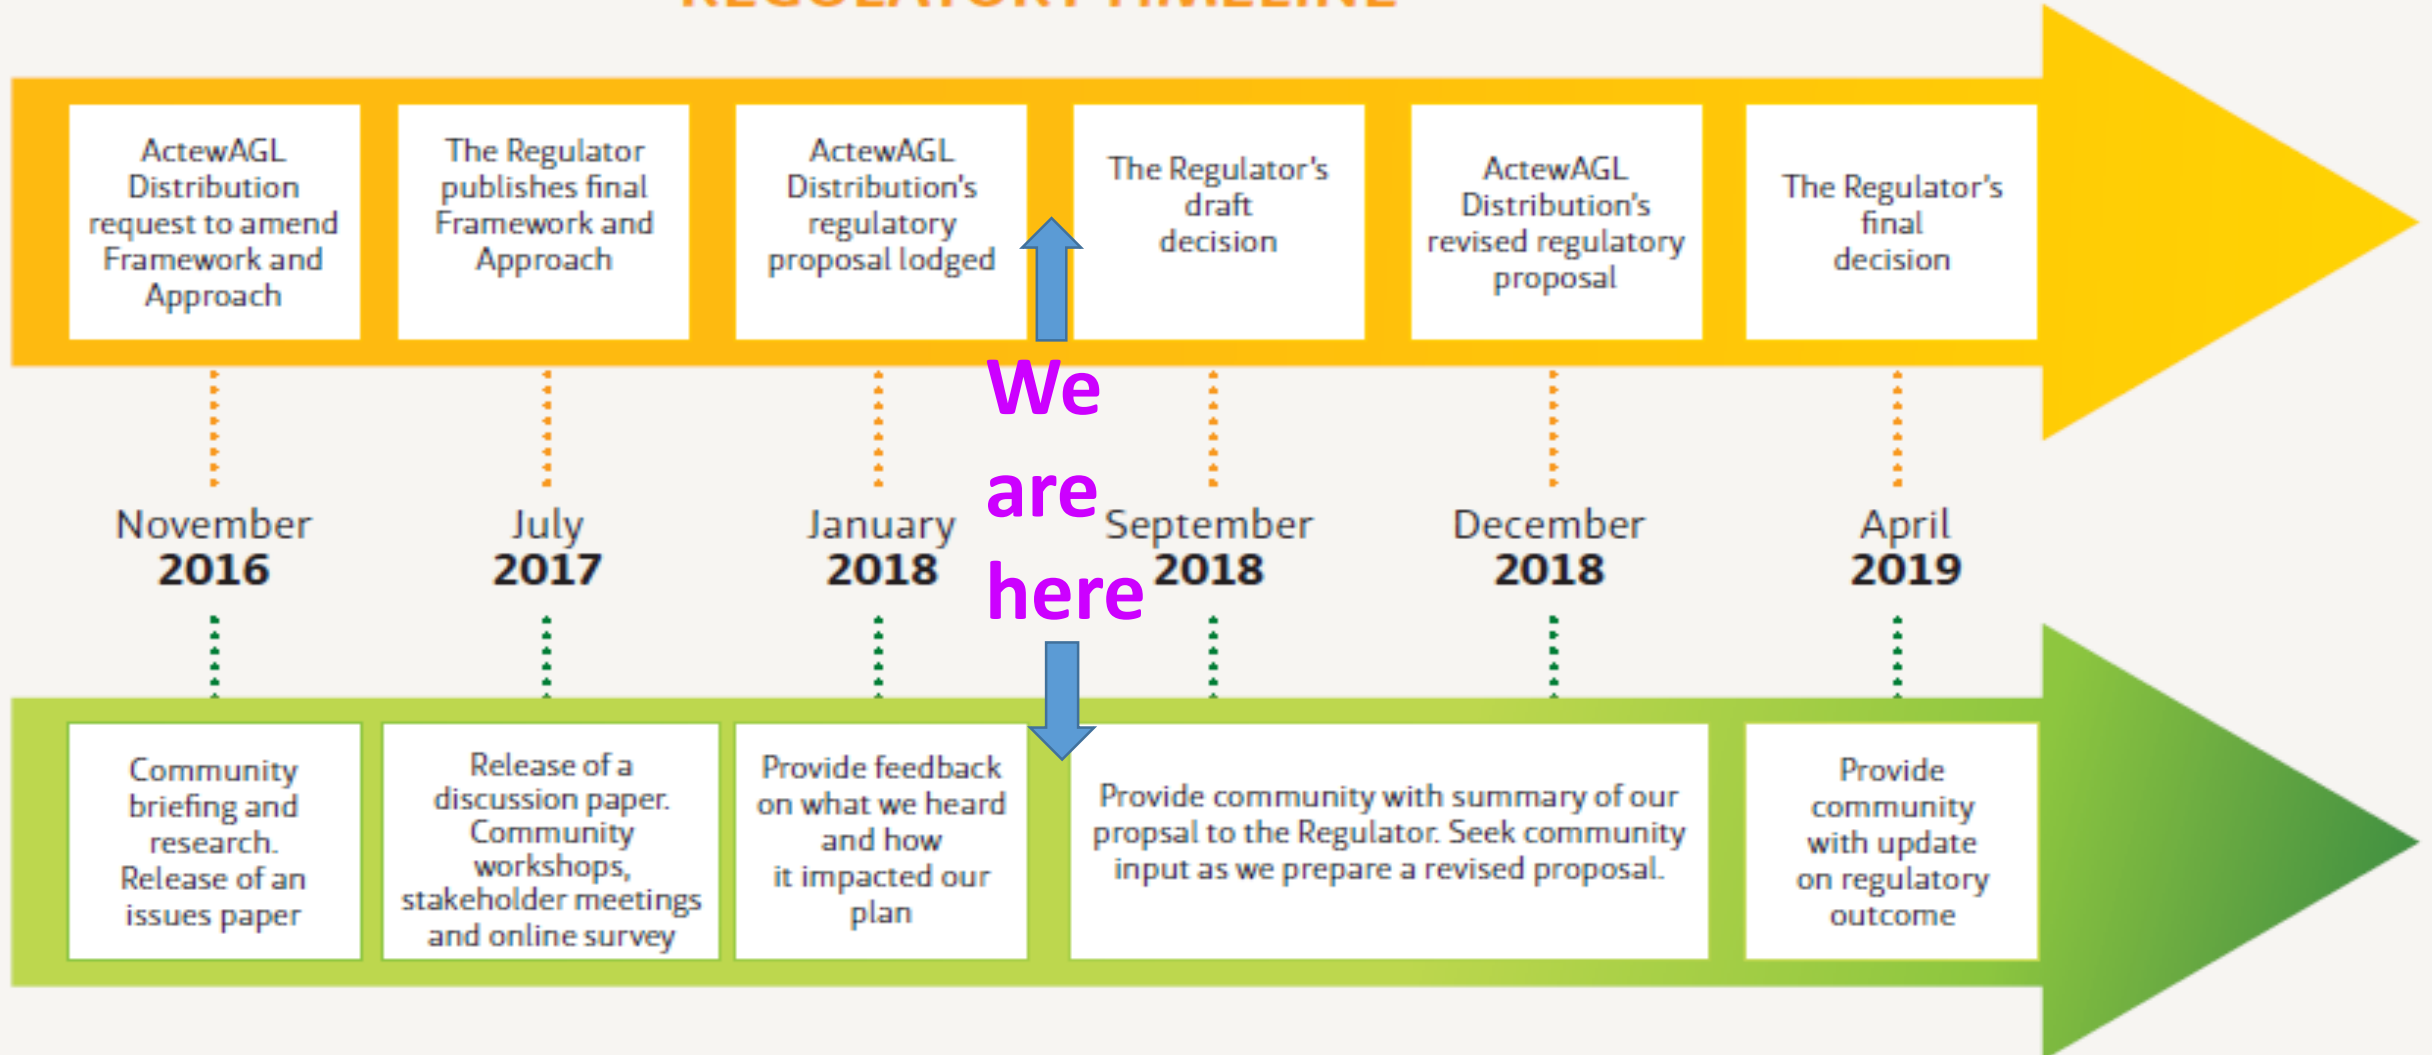 REGULATORY TIMELINE
ActewAGL
Distribution
request to amend
Framework and
Approach
The Regulator
publishes final
Framework and
Approach
ActewAGL
Distribution's
regulatory
proposal lodged
The Regulator's
draft
decision
ActewAGL
Distribution's
revised regulatory
proposal
The Regulator's
final
decision
We
are
here
November
2016
July
2017
January
2018
September
2018
December
2018
April
2019
Community
briefing and
research.
Release of an
issues paper
Release of a
discussion paper.
Community
workshops,
stakeholder meetings
and online survey
Provide feedback
on what we heard
and how
it impacted our
plan
Provide community with summary of our
propsal to the Regulator. Seek community
input as we prepare a revised proposal.
Provide
community
with update
on regulatory
outcome